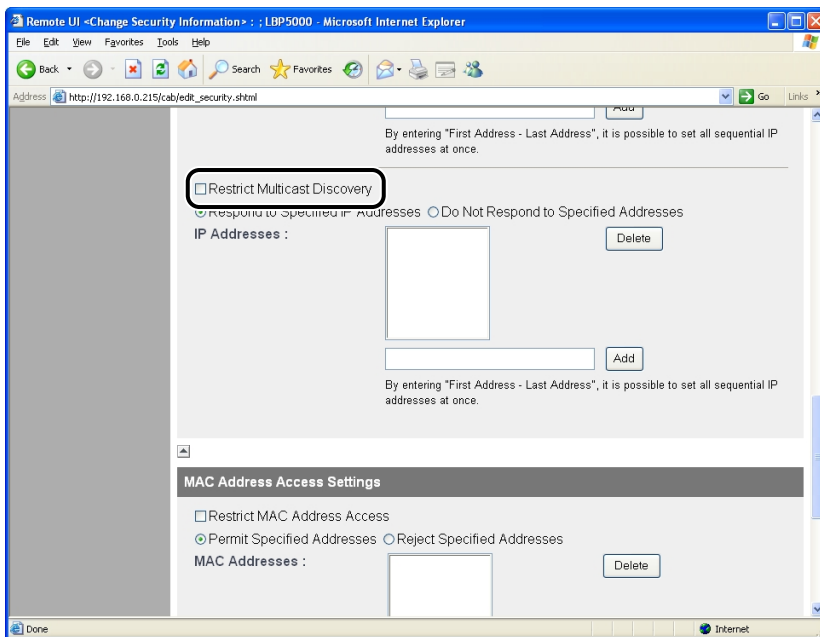 Remote UI <Change Security Information> : ; LBP5000 - Microsoft Internet Explorer
File Edit View Favorites Tools Help
Back Search Favorites
Address http://192.168.0.215/cab/edit_security.shtml Go Links
Add
By entering "First Address - Last Address", it is possible to set all sequential IP
addresses at once.
Restrict Multicast Discovery
Respond to Specified IP Addresses Do Not Respond to Specified Addresses
IP Addresses : Delete
Add
By entering "First Address - Last Address", it is possible to set all sequential IP
addresses at once.
MAC Address Access Settings
Restrict MAC Address Access
Permit Specified Addresses Reject Specified Addresses
MAC Addresses : Delete
Done Internet